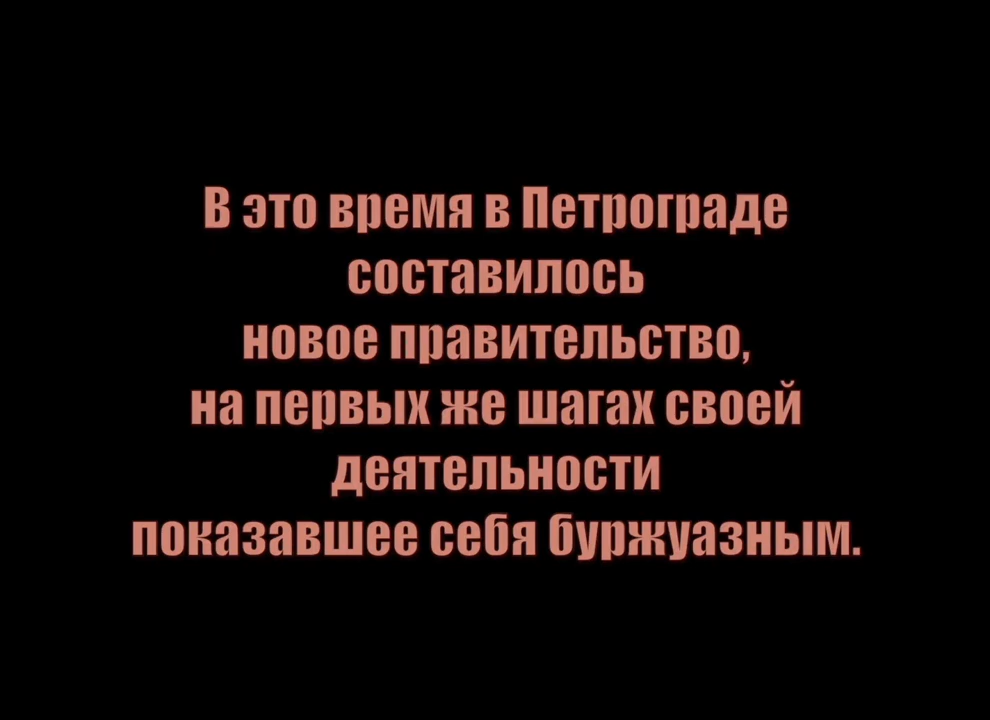 В это время в Петрограде
составилось
новое правительство,
на первых же шагах своей
деятельности
показавшее себя буржуазным.